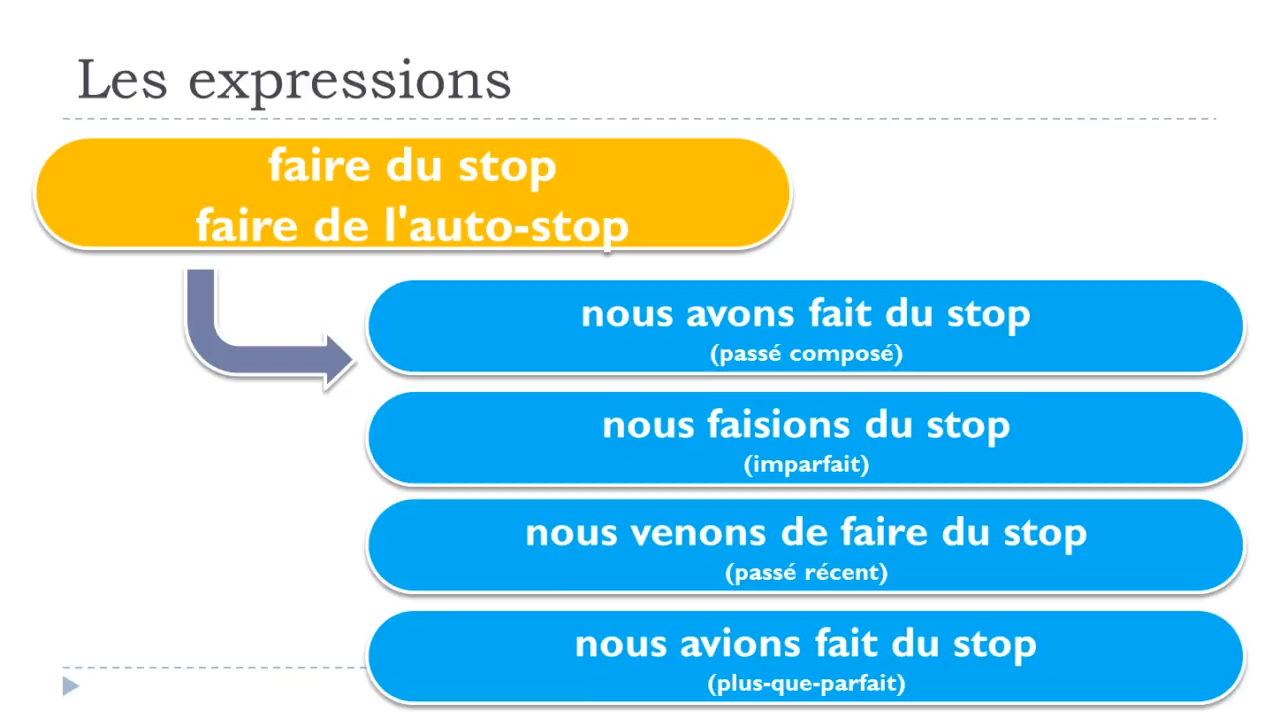 Les expressions
faire du stop
faire de l'auto-stop
nous avons fait du stop
(passé composé)
nous faisions du stop
(imparfait)
nous venons de faire du stop
(passé récent)
nous avions fait du stop
(plus-que-parfait)